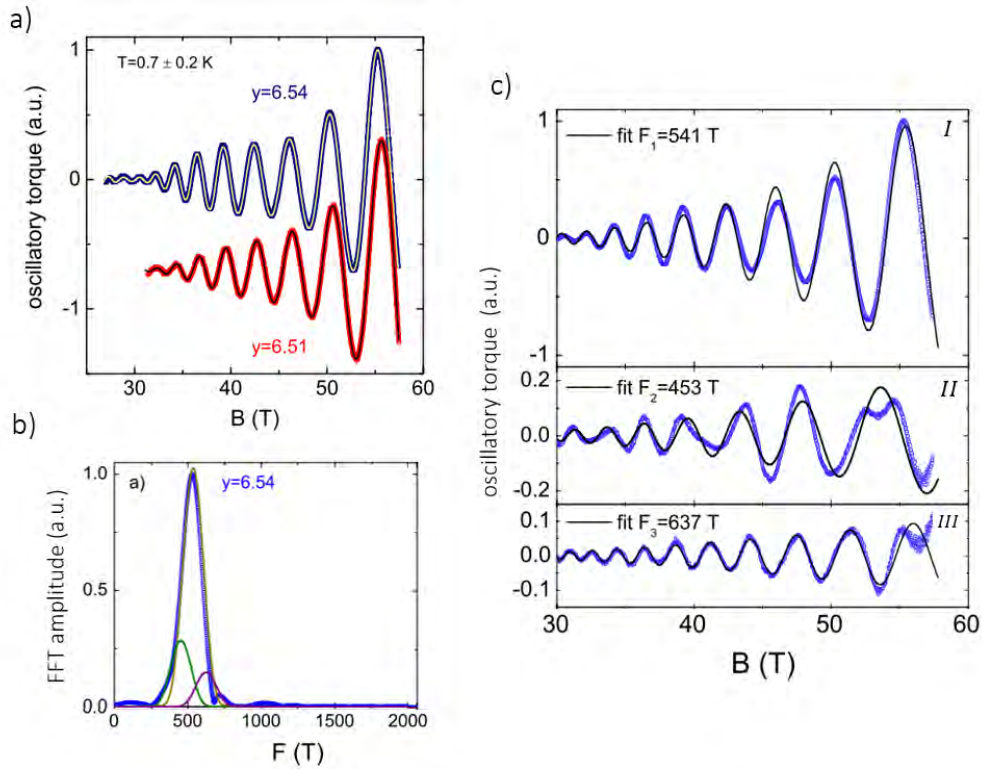 a)
T=0.7 ± 0.2 K
y=6.54
y=6.51
oscillatory torque (a.u.)
1
0
-1
30
40
50
60
B (T)
b)
a)
y=6.54
FFT amplitude (a.u.)
1.0
0.5
0.0
0
500
1000
1500
2000
F (T)
c)
fit F₁=541 T
I
1
0
-1
fit F₂=453 T
II
0.2
0.0
-0.2
fit F₃=637 T
III
0.1
0.0
-0.1
oscillatory torque (a.u.)
30
40
50
60
B (T)